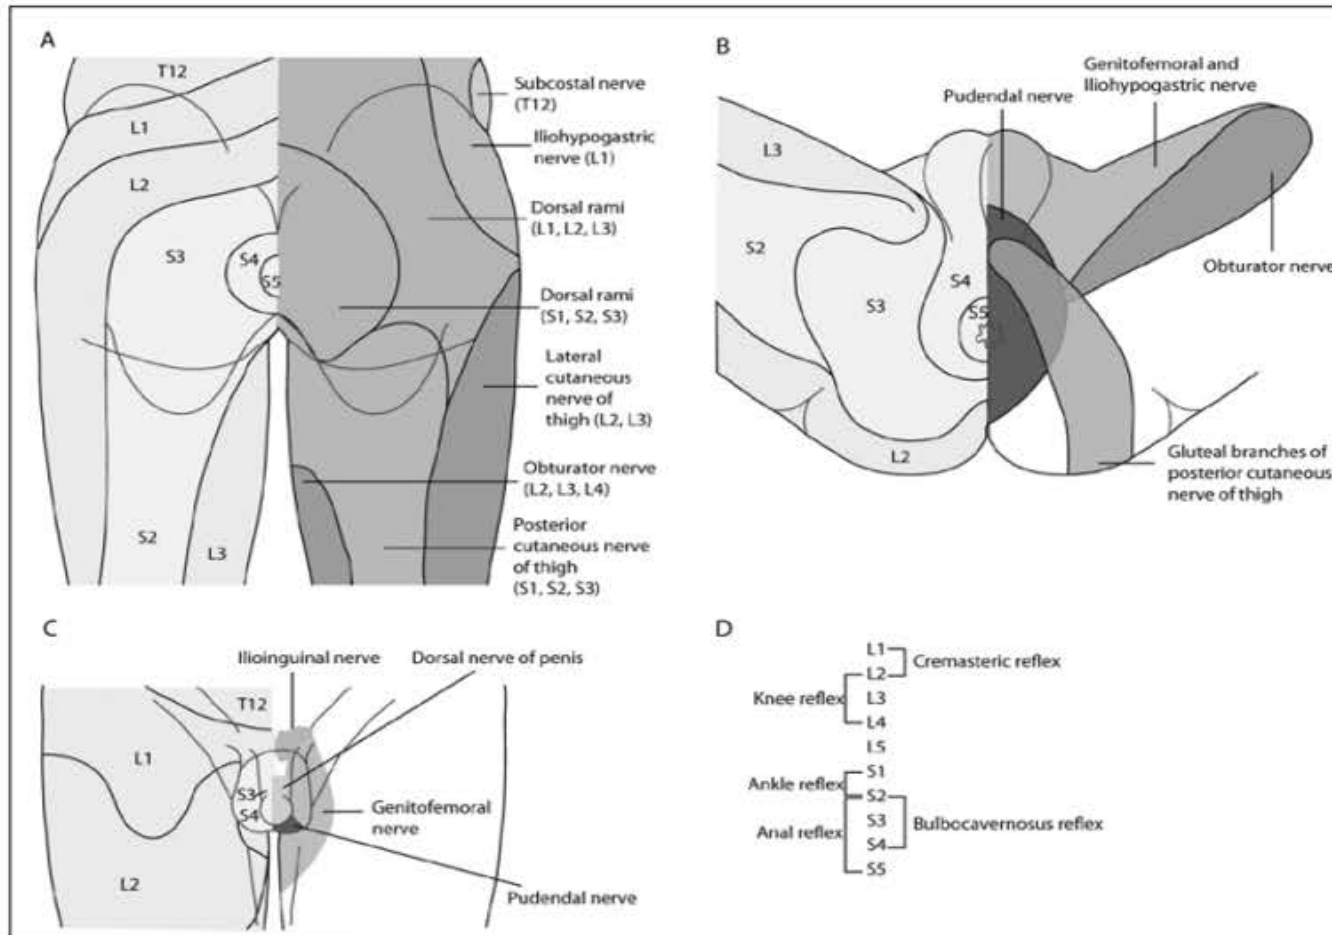 A
T12
L1
L2
S3
S4
S5
S2
L3
Subcostal nerve
(T12)
Iliohypogastric
nerve (L1)
Dorsal rami
(L1, L2, L3)
Dorsal rami
(S1, S2, S3)
Lateral
cutaneous
nerve of
thigh (L2, L3)
Obturator nerve
(L2, L3, L4)
Posterior
cutaneous nerve
of thigh
(S1, S2, S3)
B
Genitofemoral and
Iliohypogastric nerve
Pudendal nerve
L3
S2
S3
S4
S5
L2
Obturator nerve
Gluteal branches of
posterior cutaneous
nerve of thigh
C
Ilioinguinal nerve
Dorsal nerve of penis
T12
L1
S3
S4
L2
Genitofemoral
nerve
Pudendal nerve
D
L1
Cremasteric reflex
L2
Knee reflex
L3
L4
L5
S1
Ankle reflex
S2
S3
Anal reflex
Bulbocavernosus reflex
S4
S5